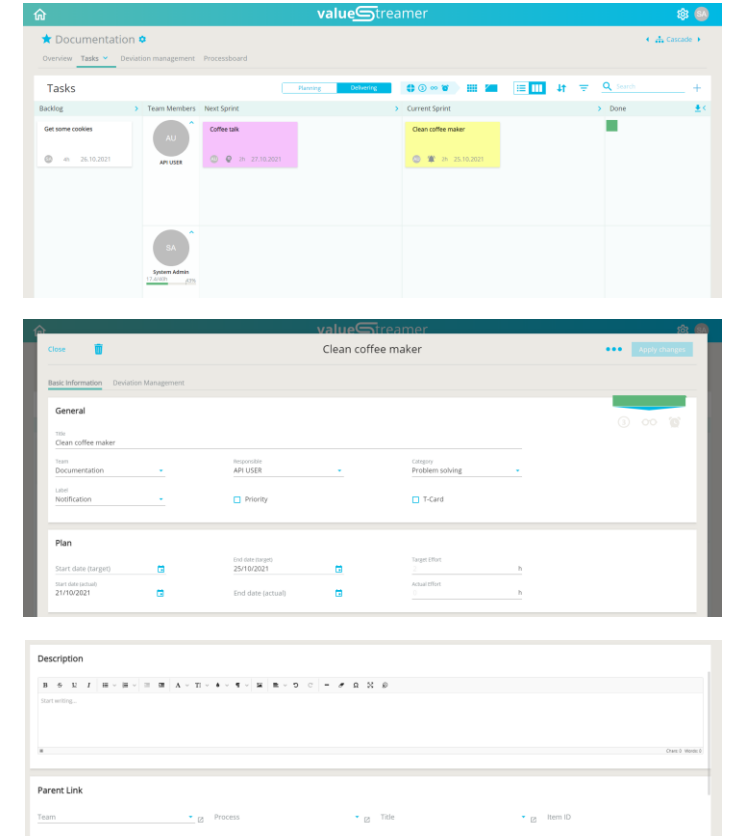 valueStreamer
SA
Documentation
Cascade
Overview Tasks Deviation management Processboard
Tasks
Planning Delivering
Search
Backlog Team Members Next Sprint Current Sprint Done
Get some cookies
AU
Coffee talk
Clean coffee maker
26.10.2021
API USER
2h 27.10.2021
2h 25.10.2021
SA
System Admin
valueStreamer
Close
Clean coffee maker
Apply changes
Basic Information Deviation Management
General
Title
Clean coffee maker
Team Responsible Category
Documentation API USER Problem solving
Label
Notification Priority T-Card
Plan
End date (target) Target Effort
Start date (target) 25/10/2021 h
Start date (actual) Actual Effort
21/10/2021 End date (actual) h
Description
Start writing...
Chars: 0 Words: 0
Parent Link
Team Process Title Item ID